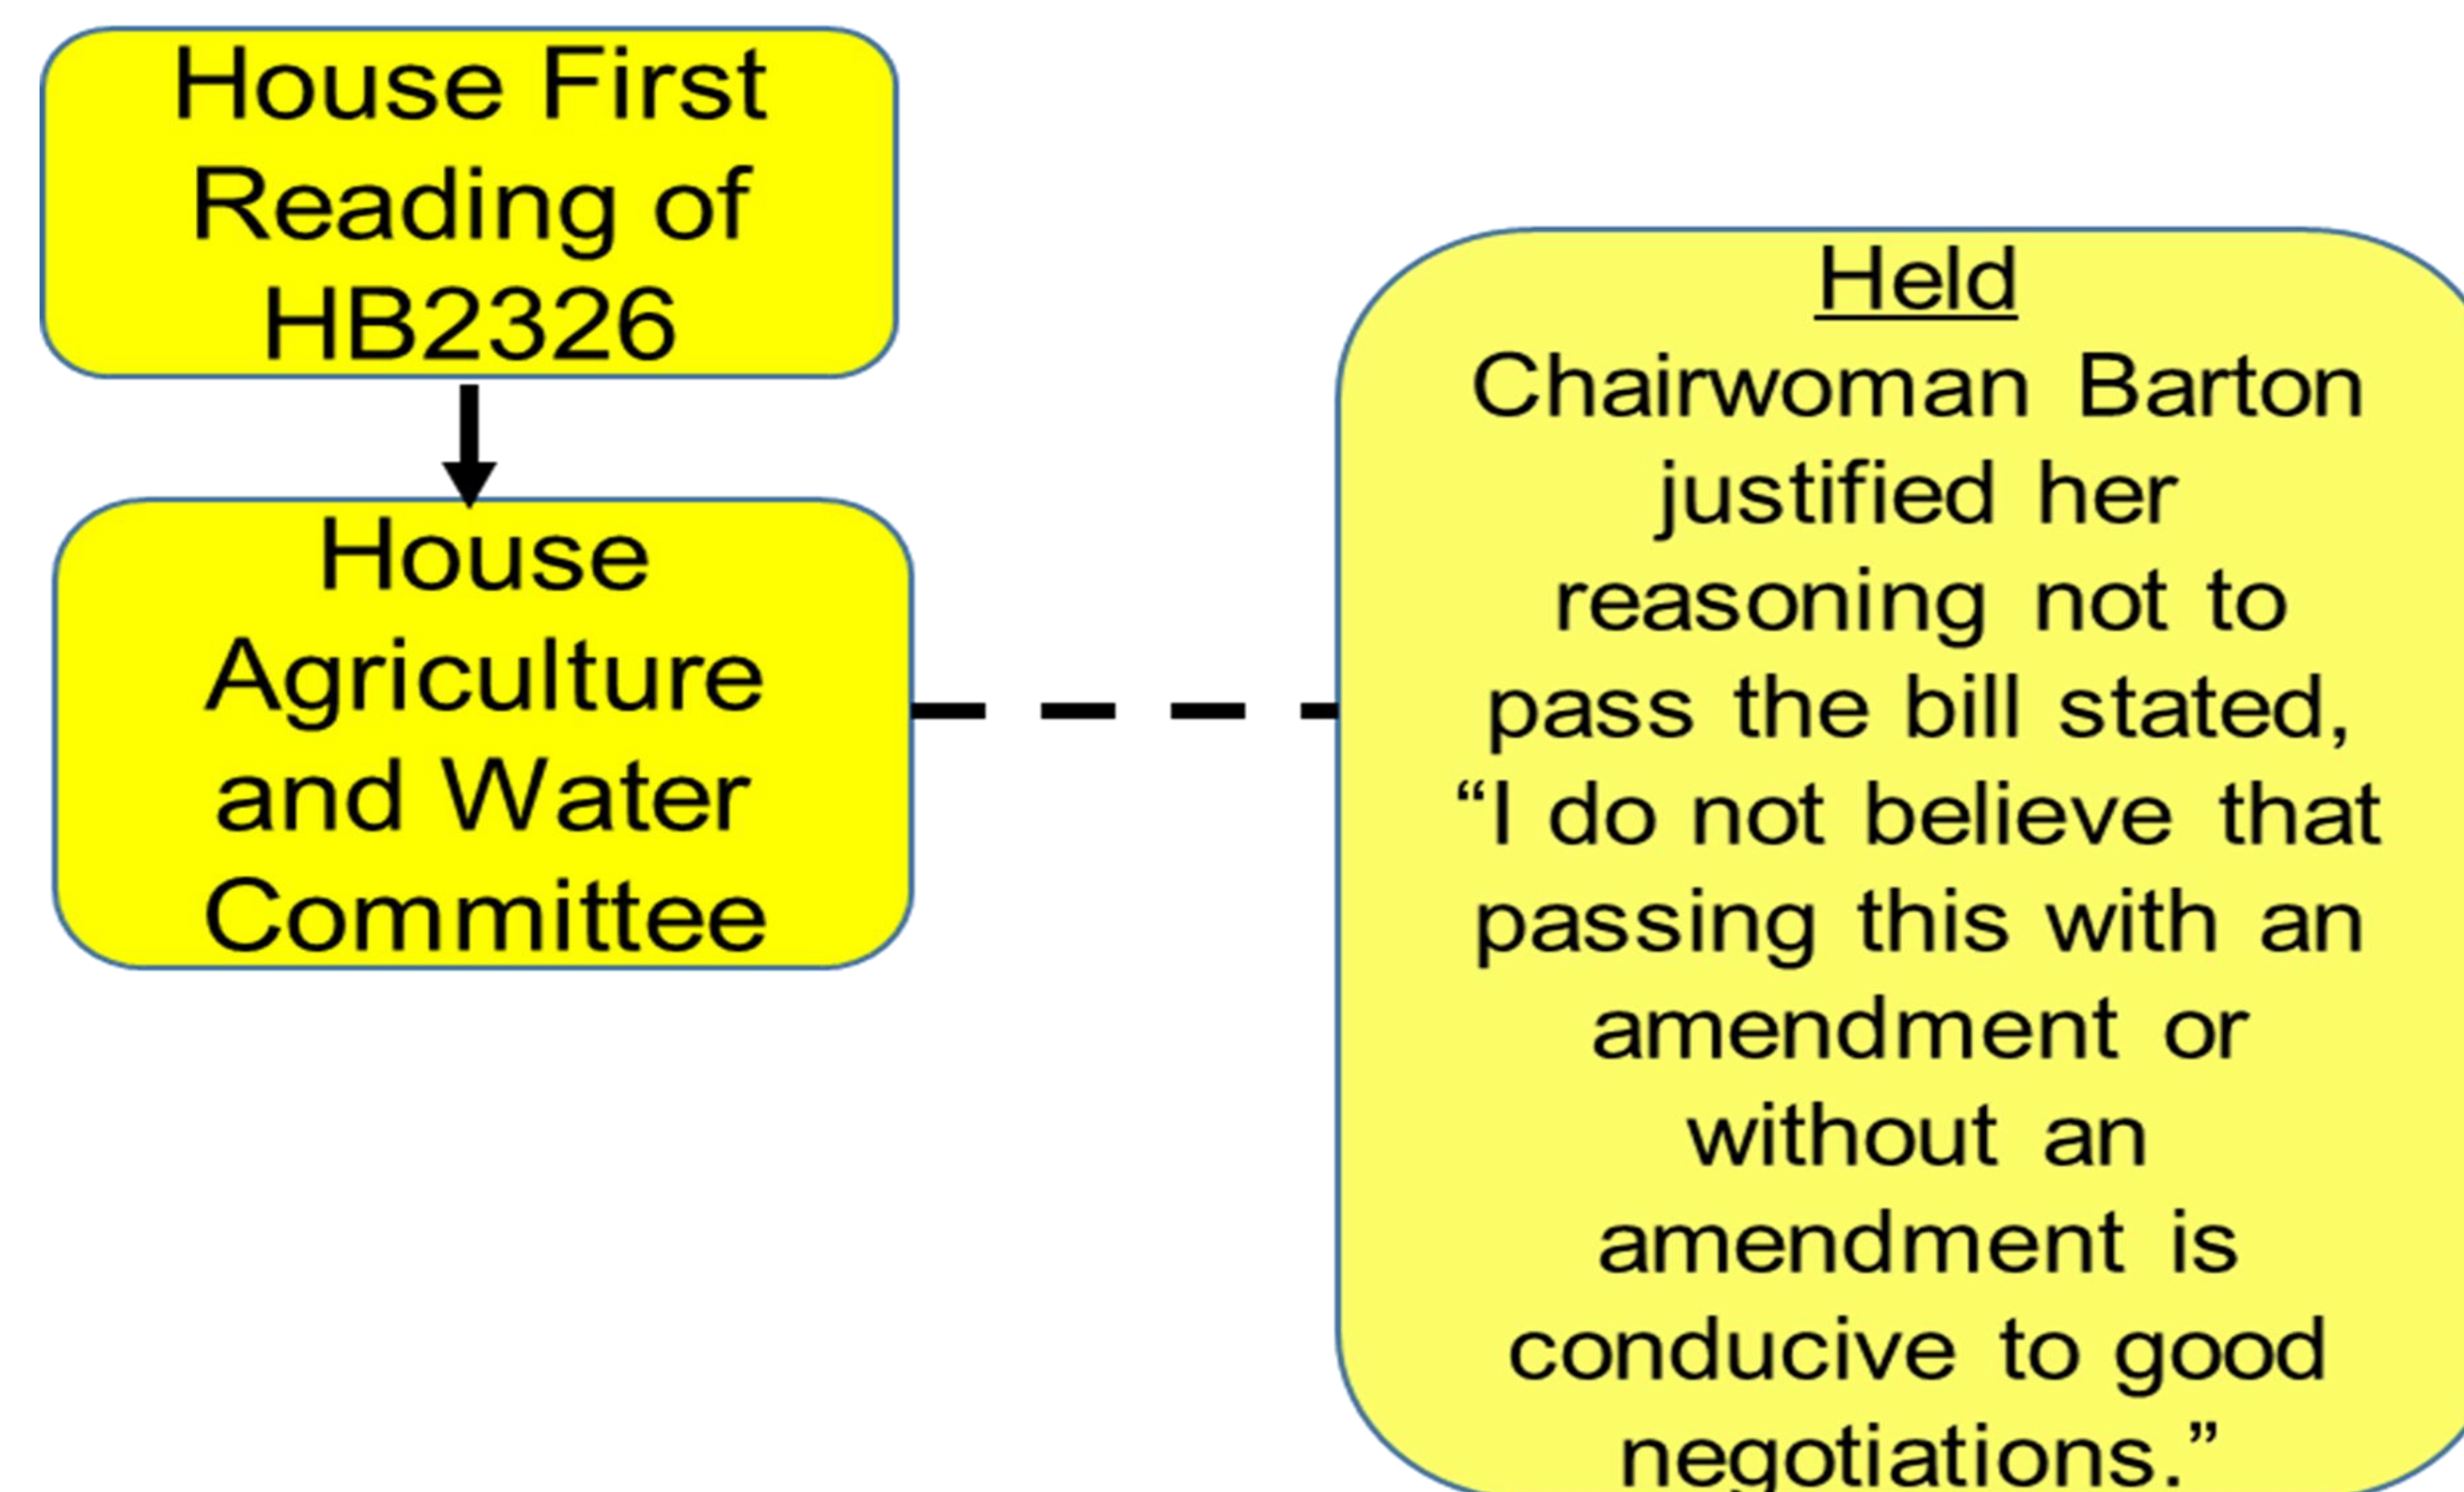 House First
Reading of
HB2326
House
Agriculture
and Water
Committee
Held
Chairwoman Barton
justified her
reasoning not to
pass the bill stated,
“I do not believe that
passing this with an
amendment or
without an
amendment is
conducive to good
negotiations.”